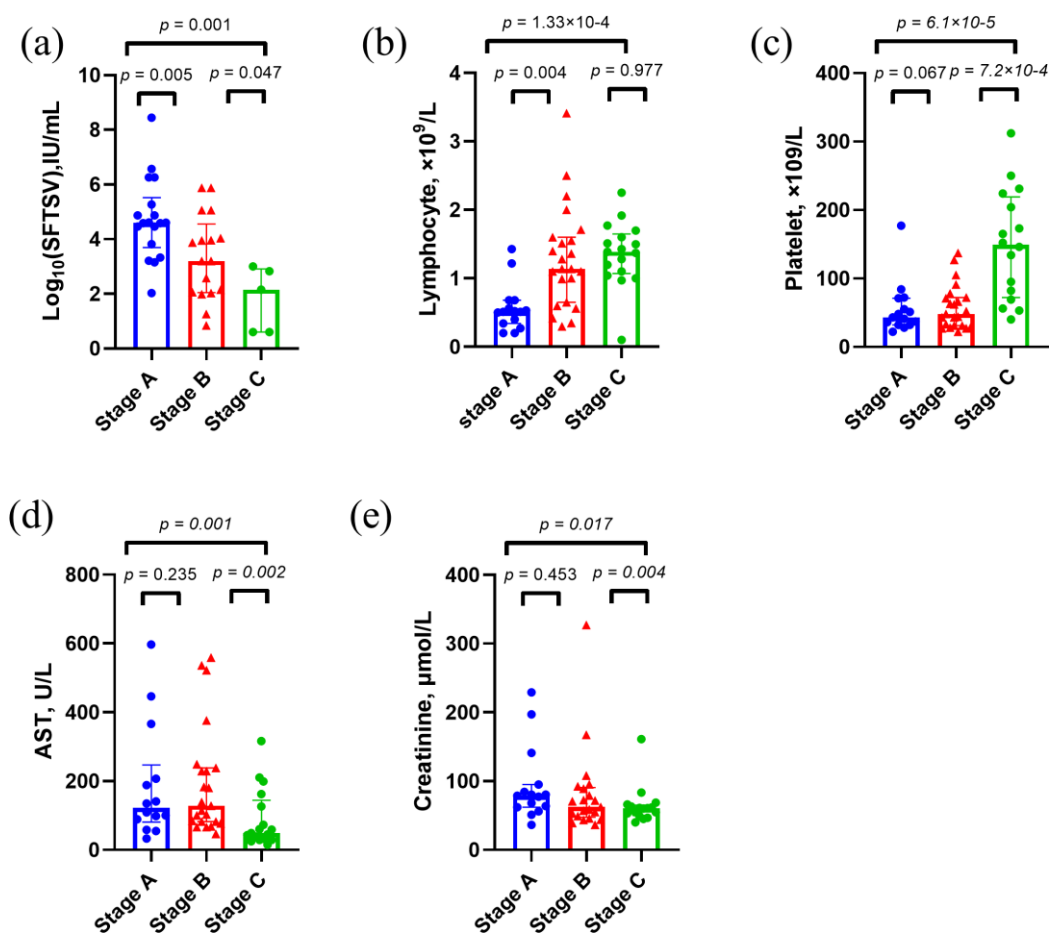 (a)
p = 0.001
p = 0.005
p = 0.047
Log10(SFTSV),IU/mL
10
8
6
4
2
0
Stage A
Stage B
Stage C
(b)
p = 1.33×10-4
p = 0.004
p = 0.977
Lymphocyte, ×10^9/L
4
3
2
1
0
stage A
Stage B
Stage C
(c)
p = 6.1×10-5
p = 0.067
p = 7.2×10-4
Platelet, ×109/L
400
300
200
100
0
Stage A
Stage B
Stage C
(d)
p = 0.001
p = 0.235
p = 0.002
AST, U/L
800
600
400
200
0
Stage A
Stage B
Stage C
(e)
p = 0.017
p = 0.453
p = 0.004
Creatinine, μmol/L
400
300
200
100
0
Stage A
Stage B
Stage C